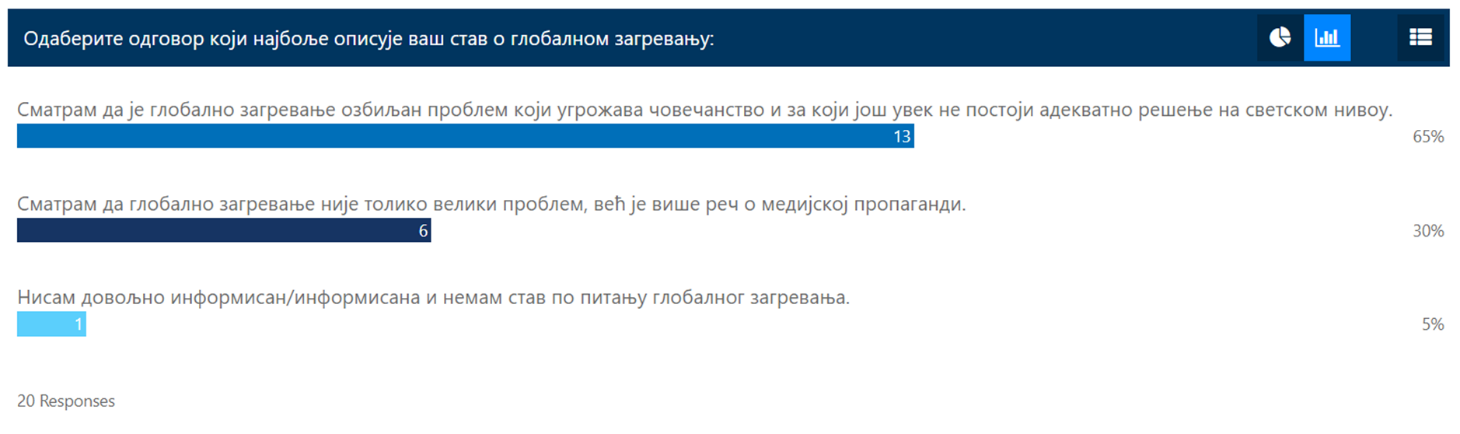 Одаберите одговор који најбоље описује ваш став о глобалном загревању:
Сматрам да је глобално загревање озбиљан проблем који угрожава човечанство и за који још увек не постоји адекватно решење на светском нивоу.
13 65%
Сматрам да глобално загревање није толико велики проблем, већ је више реч о медијској пропаганди.
6 30%
Нисам довољно информисан/информисана и немам став по питању глобалног загревања.
1 5%
20 Responses